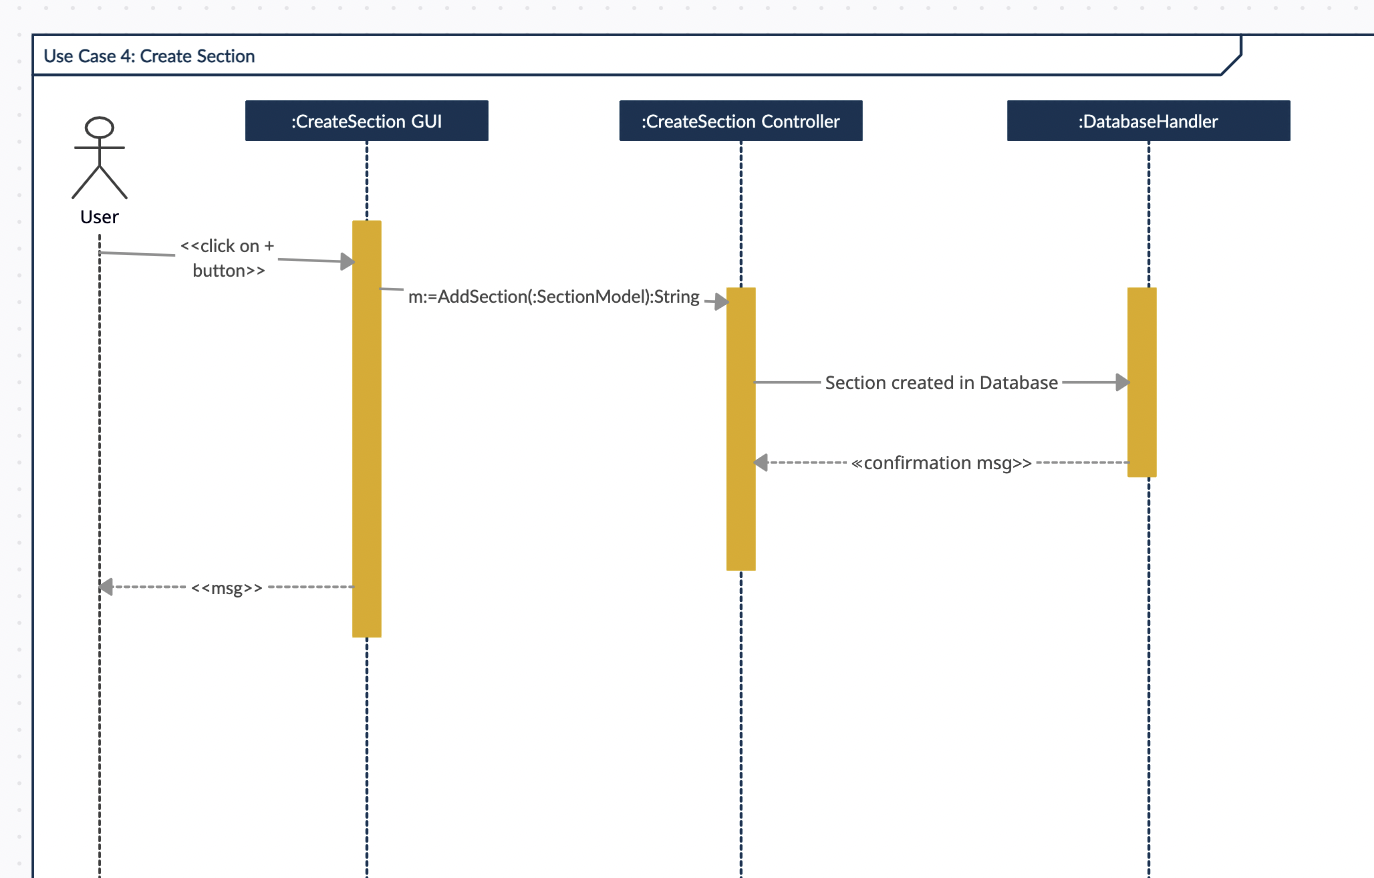 Use Case 4: Create Section
:CreateSection GUI
:CreateSection Controller
:DatabaseHandler
User
<<click on +
button>>
m:=AddSection(:SectionModel):String
Section created in Database
<<confirmation msg>>
<<msg>>